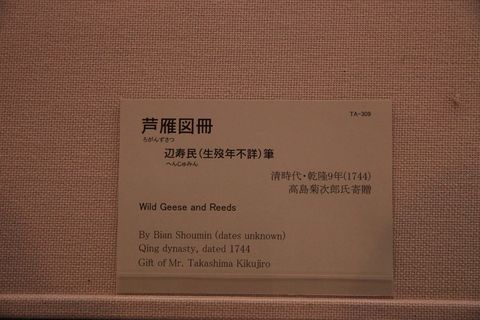 TA-309
芦雁図冊
ろがんずさつ
辺寿民(生歿年不詳)筆
へんじゅみん
清時代・乾隆9年(1744)
高島菊次郎氏寄贈
Wild Geese and Reeds
By Bian Shoumin (dates unknown)
Qing dynasty, dated 1744
Gift of Mr. Takashima Kikujiro